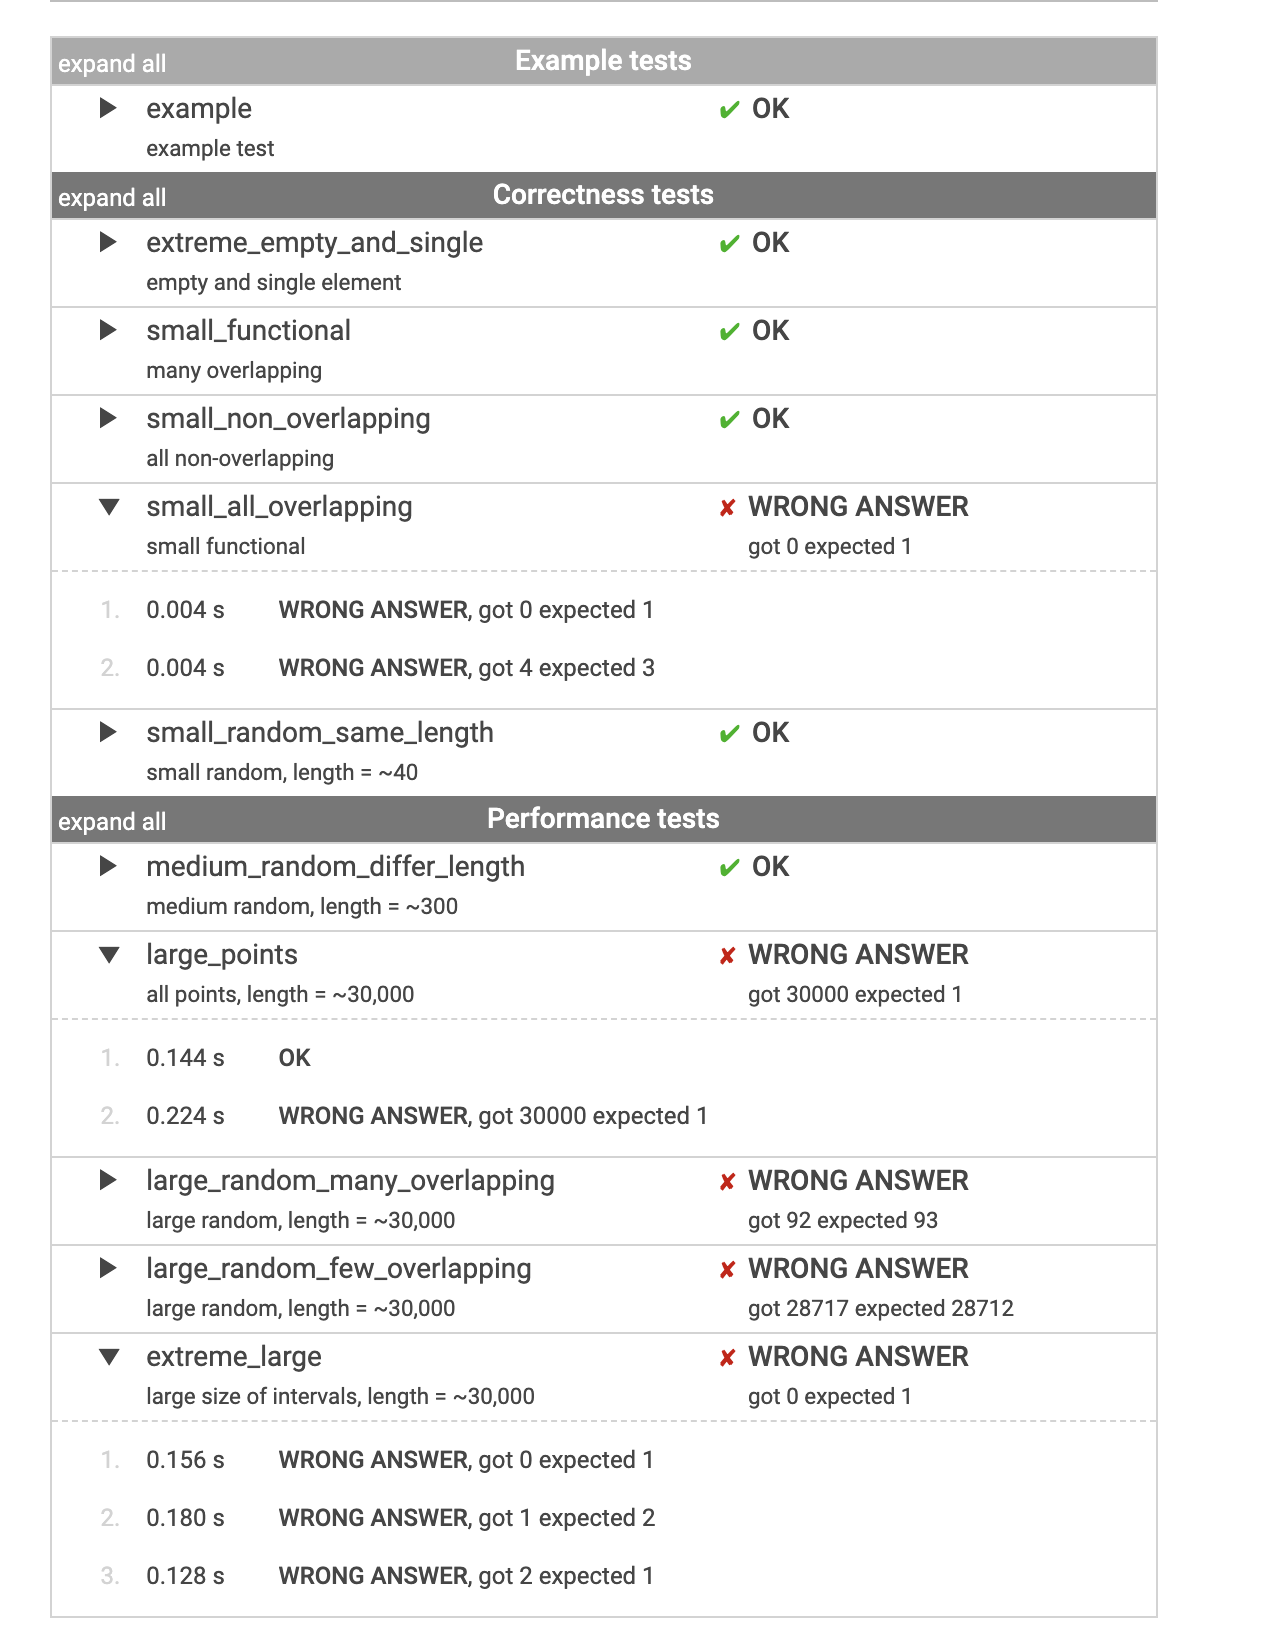 expand all Example tests
example ✔ OK
example test
expand all Correctness tests
extreme_empty_and_single ✔ OK
empty and single element
small_functional ✔ OK
many overlapping
small_non_overlapping ✔ OK
all non-overlapping
small_all_overlapping ✘ WRONG ANSWER
small functional got 0 expected 1
1. 0.004 s WRONG ANSWER, got 0 expected 1
2. 0.004 s WRONG ANSWER, got 4 expected 3
small_random_same_length ✔ OK
small random, length = ~40
expand all Performance tests
medium_random_differ_length ✔ OK
medium random, length = ~300
large_points ✘ WRONG ANSWER
all points, length = ~30,000 got 30000 expected 1
1. 0.144 s OK
2. 0.224 s WRONG ANSWER, got 30000 expected 1
large_random_many_overlapping ✘ WRONG ANSWER
large random, length = ~30,000 got 92 expected 93
large_random_few_overlapping ✘ WRONG ANSWER
large random, length = ~30,000 got 28717 expected 28712
extreme_large ✘ WRONG ANSWER
large size of intervals, length = ~30,000 got 0 expected 1
1. 0.156 s WRONG ANSWER, got 0 expected 1
2. 0.180 s WRONG ANSWER, got 1 expected 2
3. 0.128 s WRONG ANSWER, got 2 expected 1